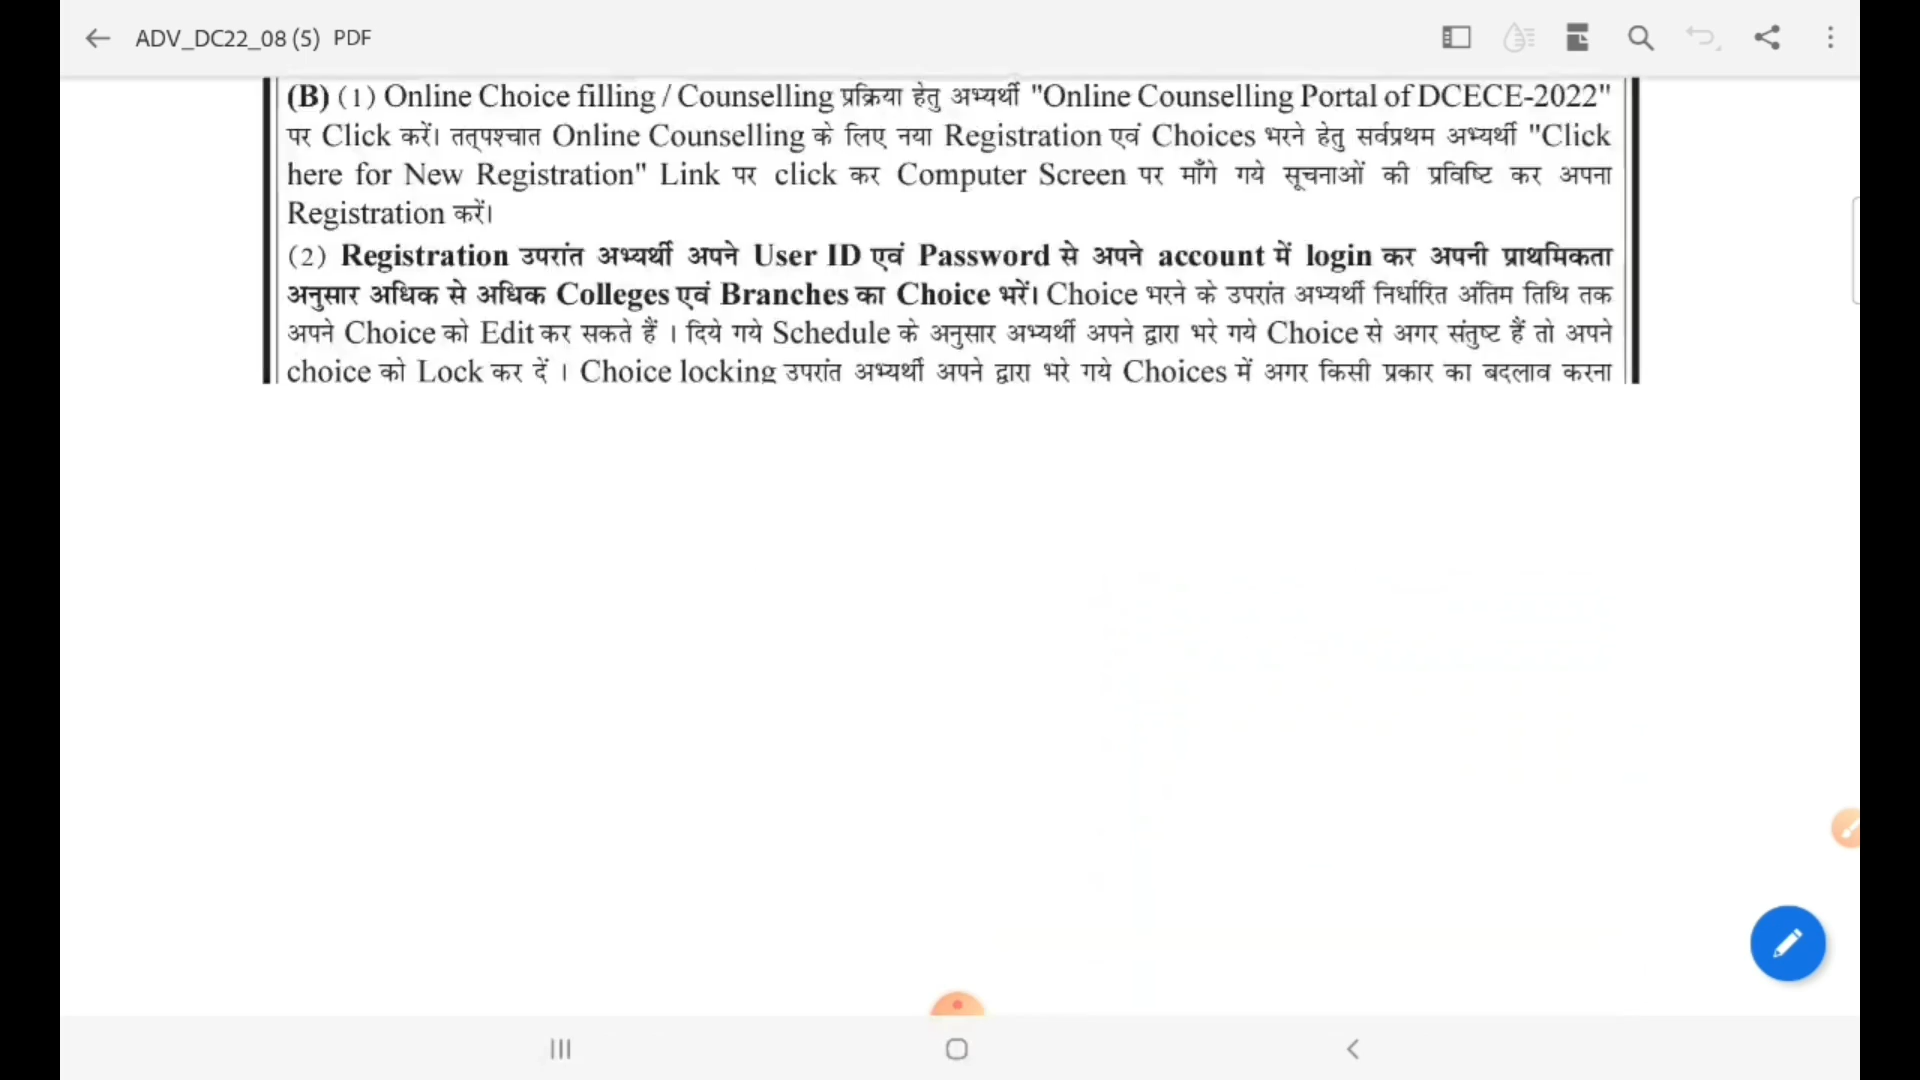 ADV_DC22_08 (5) PDF
(B) (1) Online Choice filling / Counselling प्रक्रिया हेतु अभ्यर्थी "Online Counselling Portal of DCECE-2022"
पर Click करें। तत्पश्चात Online Counselling के लिए नया Registration एवं Choices भरने हेतु सर्वप्रथम अभ्यर्थी "Click
here for New Registration" Link पर click कर Computer Screen पर माँगे गये सूचनाओं की प्रविष्टि कर अपना
Registration करें।
(2) Registration उपरांत अभ्यर्थी अपने User ID एवं Password से अपने account में login कर अपनी प्राथमिकता
अनुसार अधिक से अधिक Colleges एवं Branches का Choice भरें। Choice भरने के उपरांत अभ्यर्थी निर्धारित अंतिम तिथि तक
अपने Choice को Edit कर सकते हैं । दिये गये Schedule के अनुसार अभ्यर्थी अपने द्वारा भरे गये Choice से अगर संतुष्ट हैं तो अपने
choice को Lock कर दें । Choice locking उपरांत अभ्यर्थी अपने द्वारा भरे गये Choices में अगर किसी प्रकार का बदलाव करना